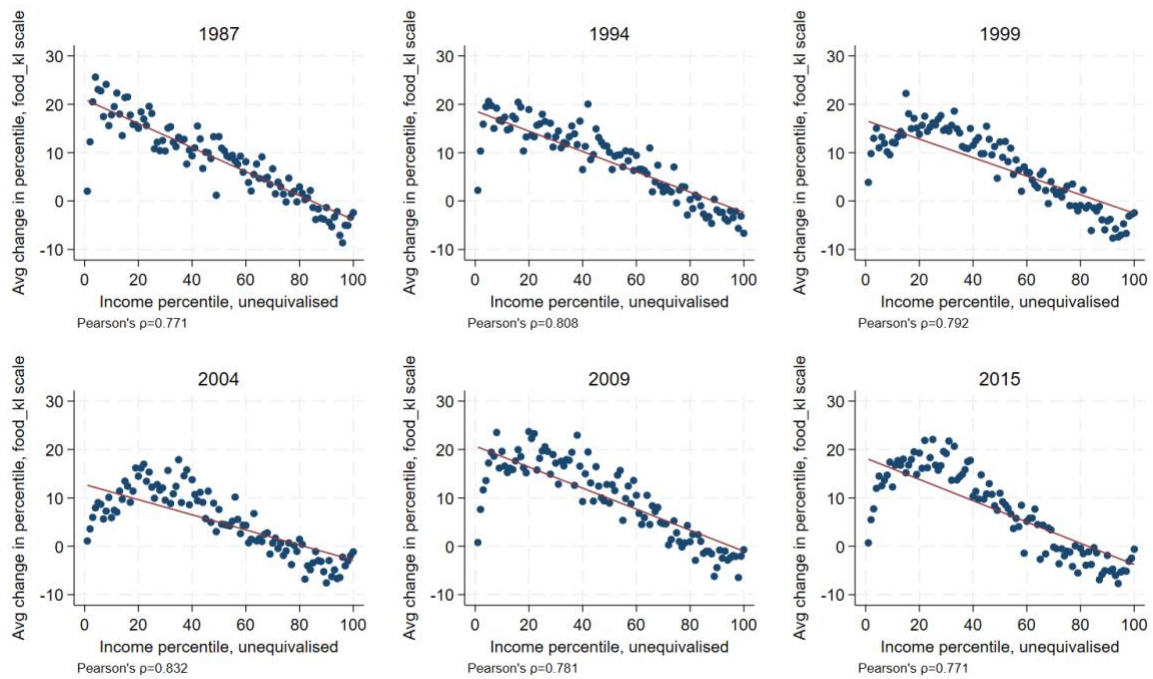 1987
Avg change in percentile, food_kl scale
30
20
10
0
-10
0 20 40 60 80 100
Income percentile, unequivalised
Pearson's ρ=0.771
1994
Avg change in percentile, food_kl scale
30
20
10
0
-10
0 20 40 60 80 100
Income percentile, unequivalised
Pearson's ρ=0.808
1999
Avg change in percentile, food_kl scale
30
20
10
0
-10
0 20 40 60 80 100
Income percentile, unequivalised
Pearson's ρ=0.792
2004
Avg change in percentile, food_kl scale
30
20
10
0
-10
0 20 40 60 80 100
Income percentile, unequivalised
Pearson's ρ=0.832
2009
Avg change in percentile, food_kl scale
30
20
10
0
-10
0 20 40 60 80 100
Income percentile, unequivalised
Pearson's ρ=0.781
2015
Avg change in percentile, food_kl scale
30
20
10
0
-10
0 20 40 60 80 100
Income percentile, unequivalised
Pearson's ρ=0.771